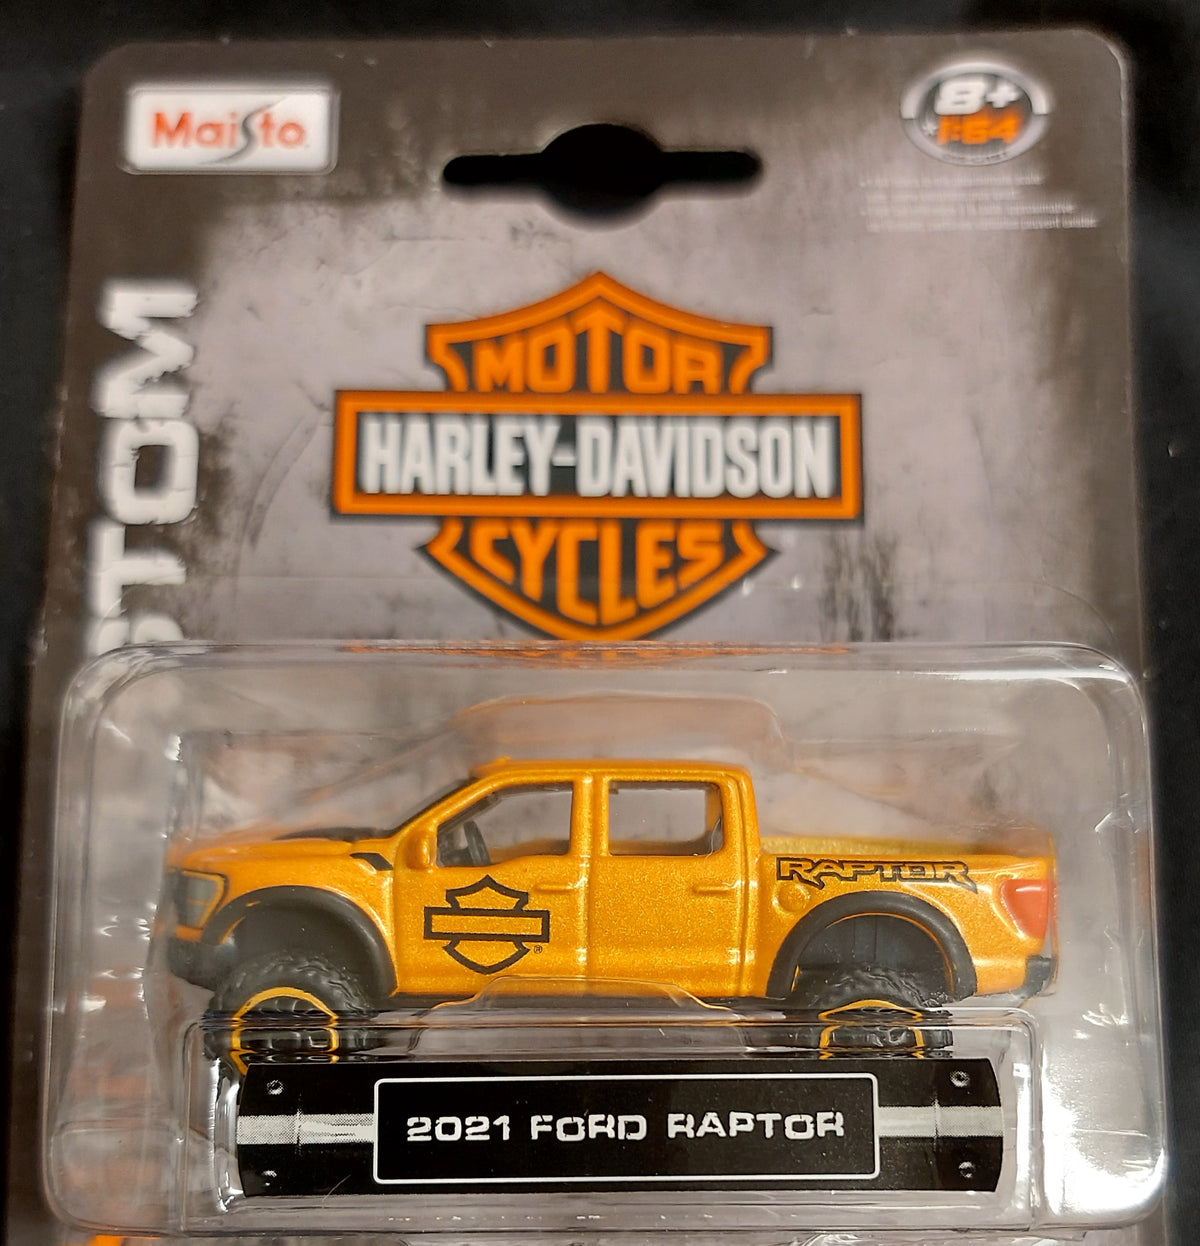 Maisto
8+
1:64
MOTOR
HARLEY-DAVIDSON
CYCLES
STOM
RAPTOR
®
2021 FORD RAPTOR